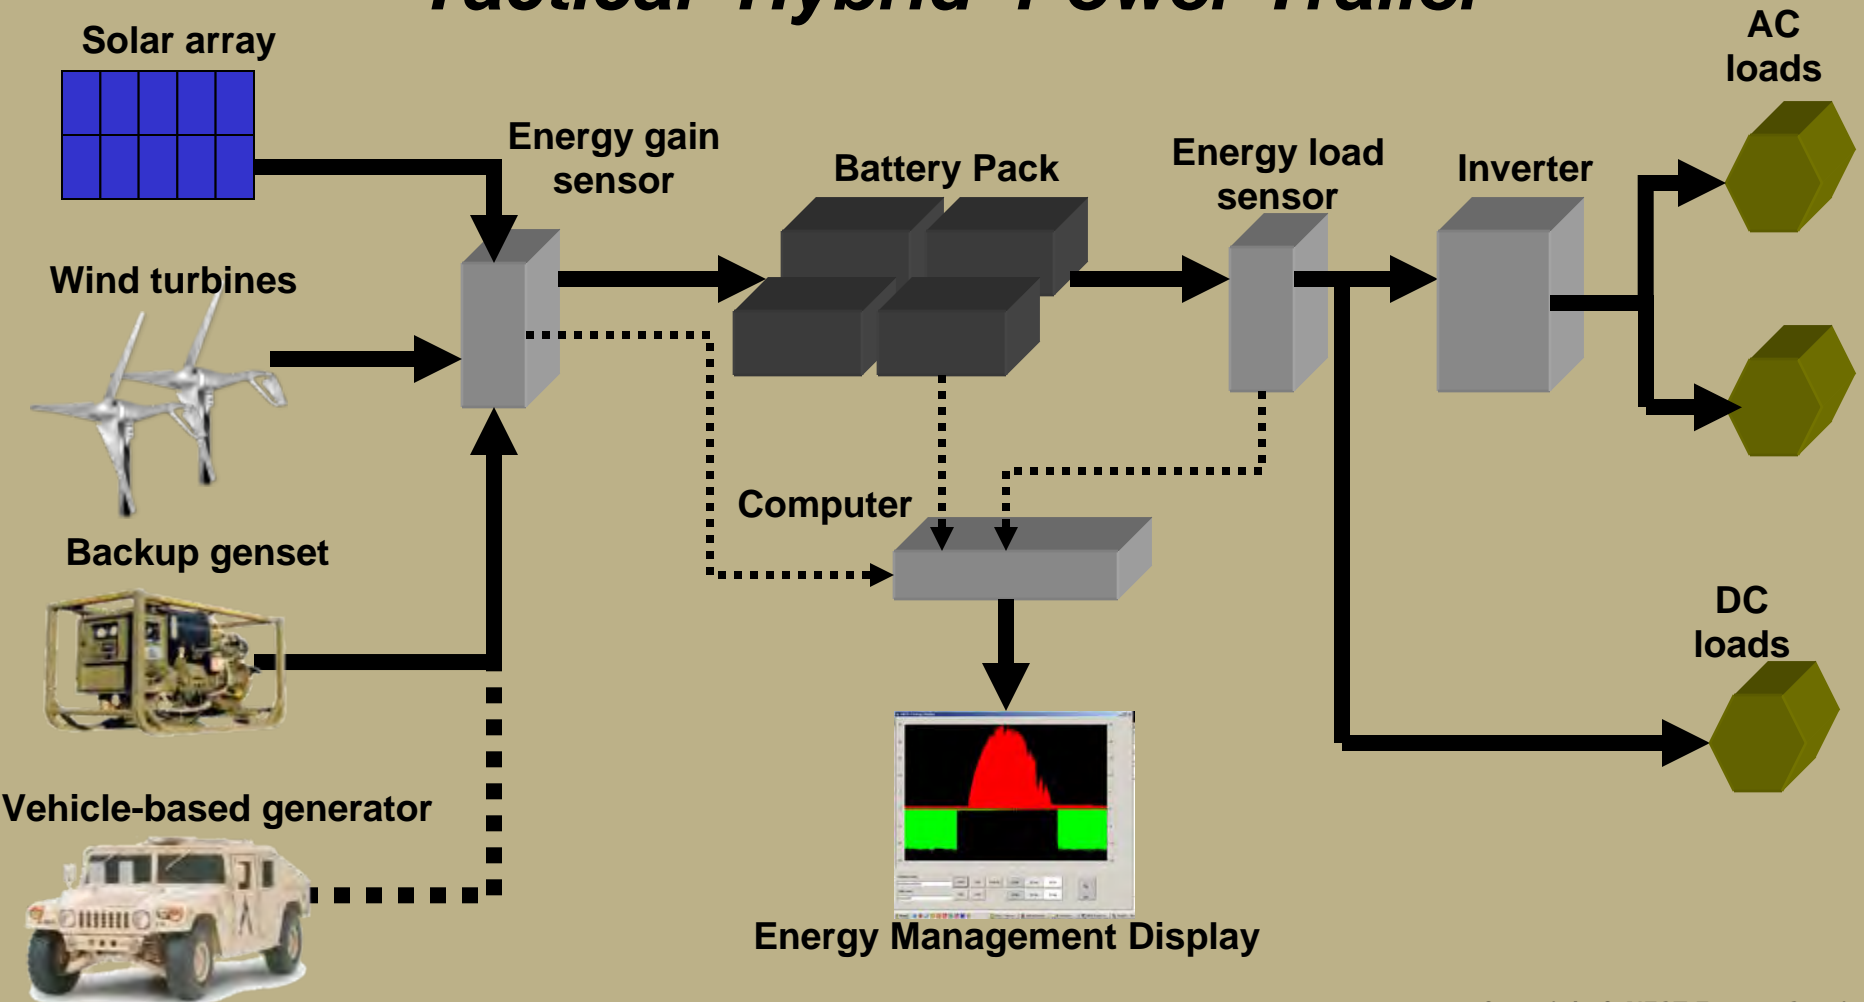 Tactical Hybrid Power Trailer
Solar array
AC
loads
Energy gain
sensor
Battery Pack
Energy load
sensor
Inverter
Wind turbines
Computer
Backup genset
DC
loads
Vehicle-based generator
Energy Management Display